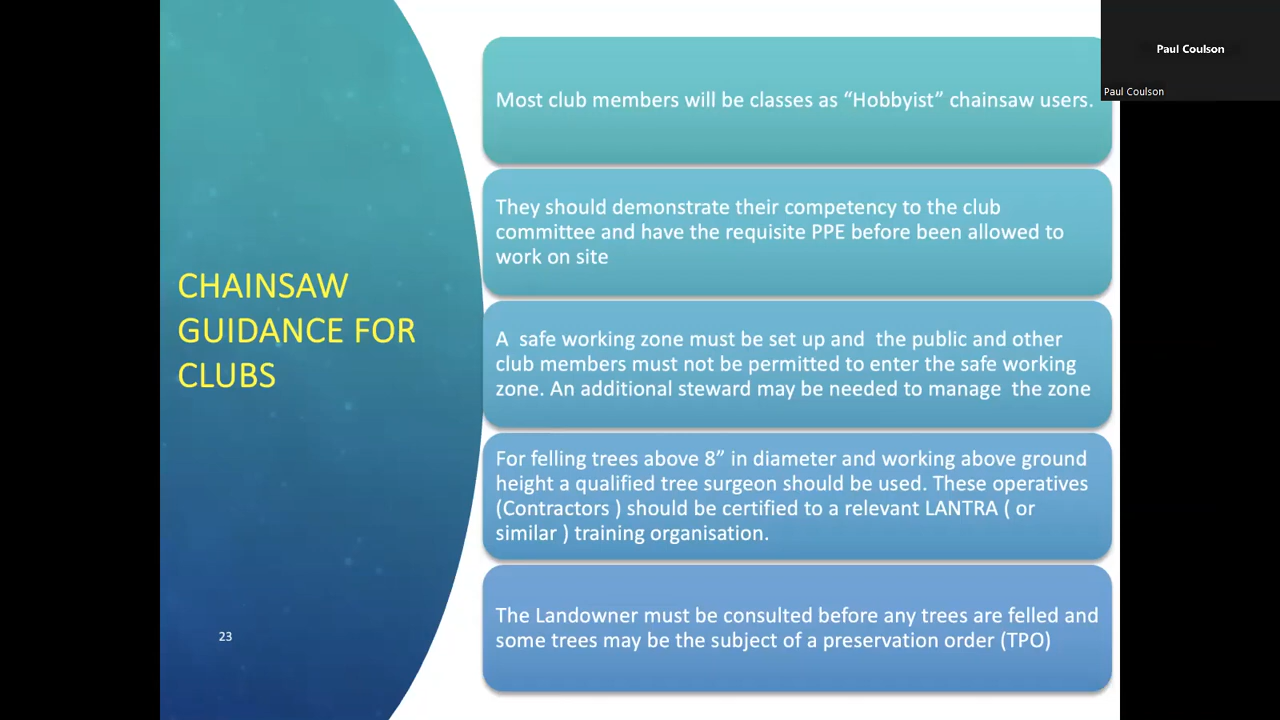 CHAINSAW
GUIDANCE FOR
CLUBS
23
Most club members will be classes as “Hobbyist” chainsaw users.
They should demonstrate their competency to the club
committee and have the requisite PPE before been allowed to
work on site
A  safe working zone must be set up and  the public and other
club members must not be permitted to enter the safe working
zone. An additional steward may be needed to manage  the zone
For felling trees above 8” in diameter and working above ground
height a qualified tree surgeon should be used. These operatives
(Contractors ) should be certified to a relevant LANTRA ( or
similar ) training organisation.
The Landowner must be consulted before any trees are felled and
some trees may be the subject of a preservation order (TPO)
Paul Coulson
Paul Coulson